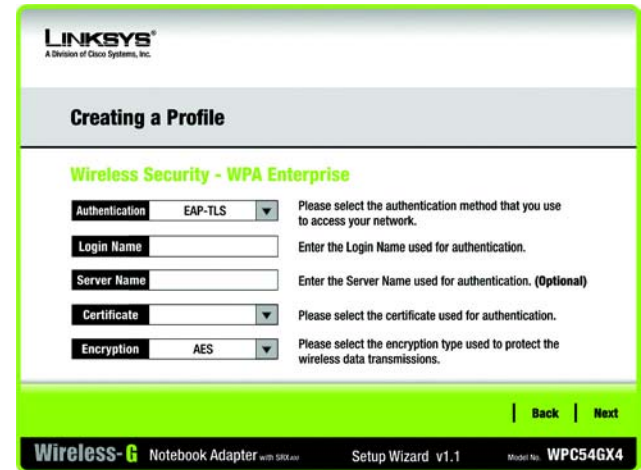 LINKSYS®
A Division of Cisco Systems, Inc.
Creating a Profile
Wireless Security - WPA Enterprise
Authentication EAP-TLS Please select the authentication method that you use
to access your network.
Login Name Enter the Login Name used for authentication.
Server Name Enter the Server Name used for authentication. (Optional)
Certificate Please select the certificate used for authentication.
Encryption AES Please select the encryption type used to protect the
wireless data transmissions.
Back Next
Wireless-G Notebook Adapter with SRX400 Setup Wizard v1.1 Model No. WPC54GX4